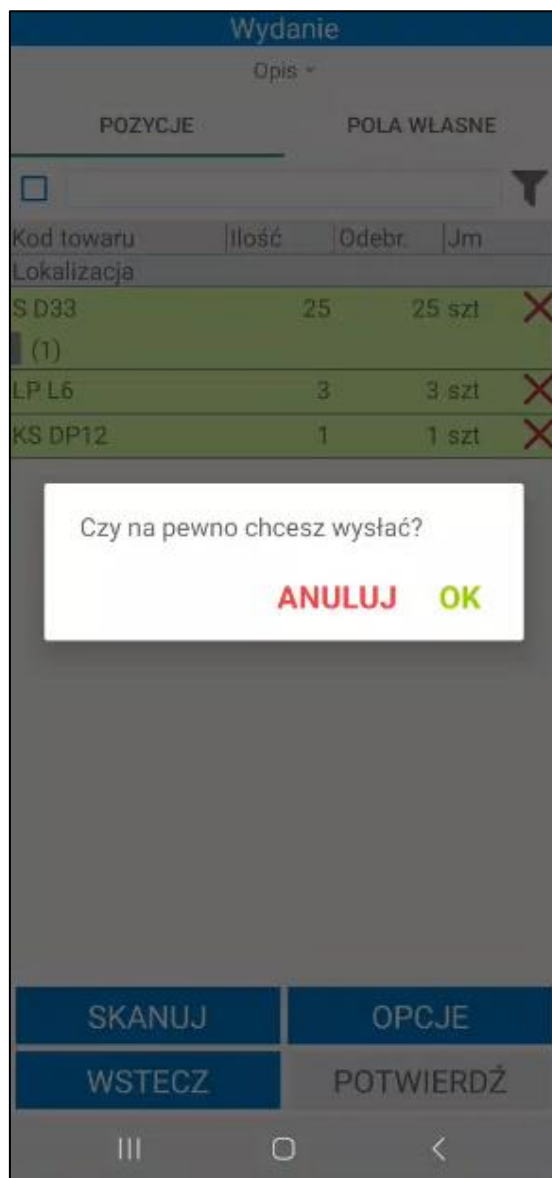 Wydanie
Opis
POZYCJE POLA WŁASNE
Kod towaru Ilość Odebr. Jm
Lokalizacja
S D33 25 25 szt
(1)
LP L6 3 3 szt
KS DP12 1 1 szt
Czy na pewno chcesz wysłać?
ANULUJ OK
SKANUJ OPCJE
WSTECZ POTWIERDŹ